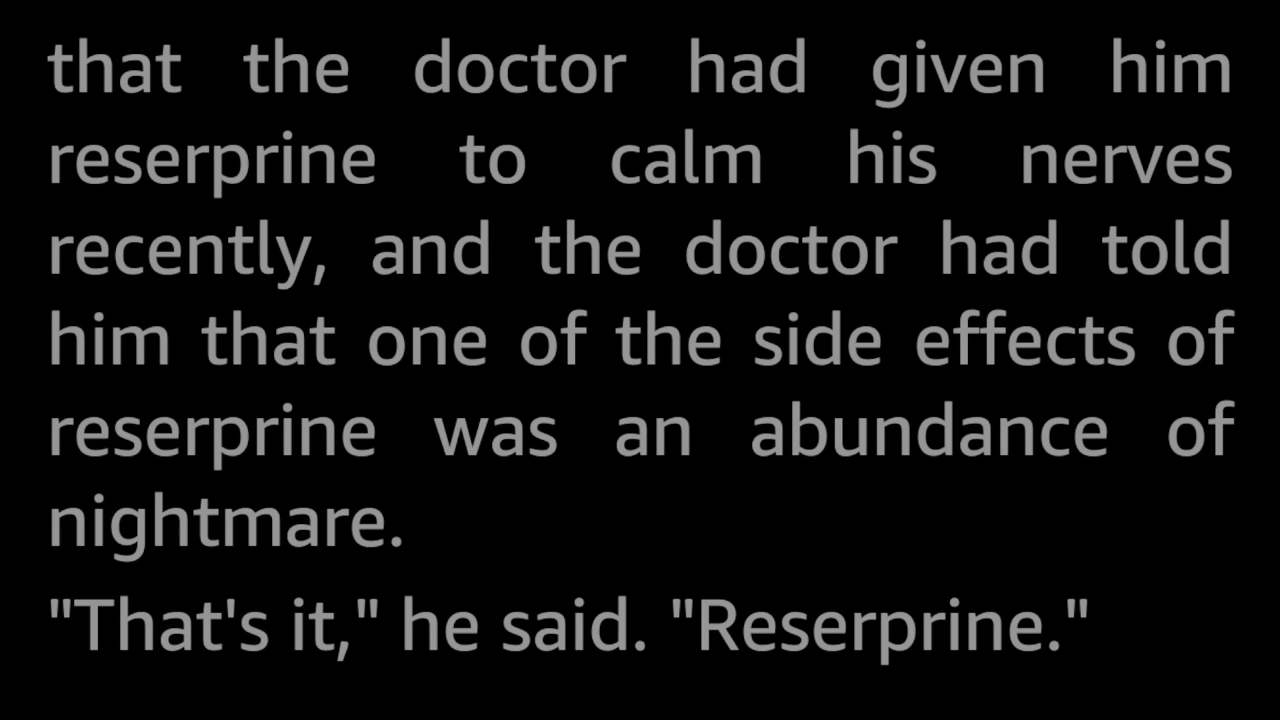 that the doctor had given him
reserprine to calm his nerves
recently, and the doctor had told
him that one of the side effects of
reserprine was an abundance of
nightmare.
"That's it," he said. "Reserprine."